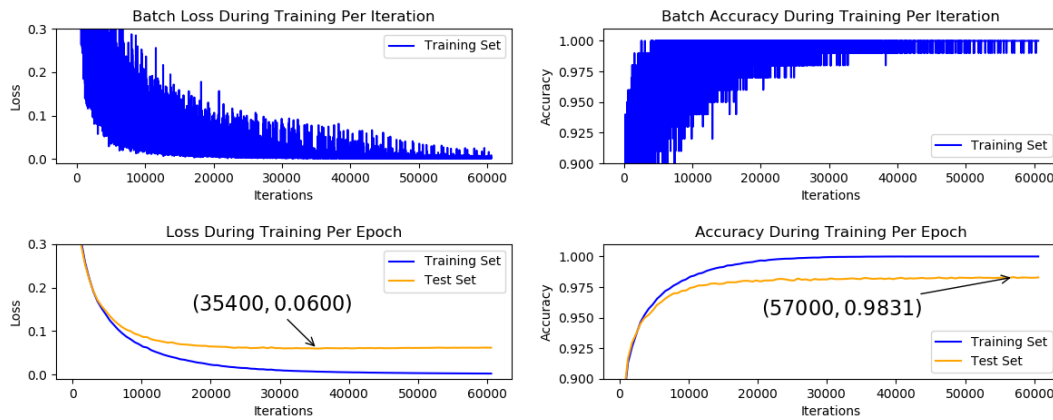 Batch Loss During Training Per Iteration
0.3
0.2
0.1
0.0
Loss
Training Set
0 10000 20000 30000 40000 50000 60000
Iterations
Batch Accuracy During Training Per Iteration
1.000
0.975
0.950
0.925
0.900
Accuracy
Training Set
0 10000 20000 30000 40000 50000 60000
Iterations
Loss During Training Per Epoch
0.3
0.2
0.1
0.0
Loss
Training Set
Test Set
(35400, 0.0600)
0 10000 20000 30000 40000 50000 60000
Iterations
Accuracy During Training Per Epoch
1.000
0.975
0.950
0.925
0.900
Accuracy
(57000, 0.9831)
Training Set
Test Set
0 10000 20000 30000 40000 50000 60000
Iterations